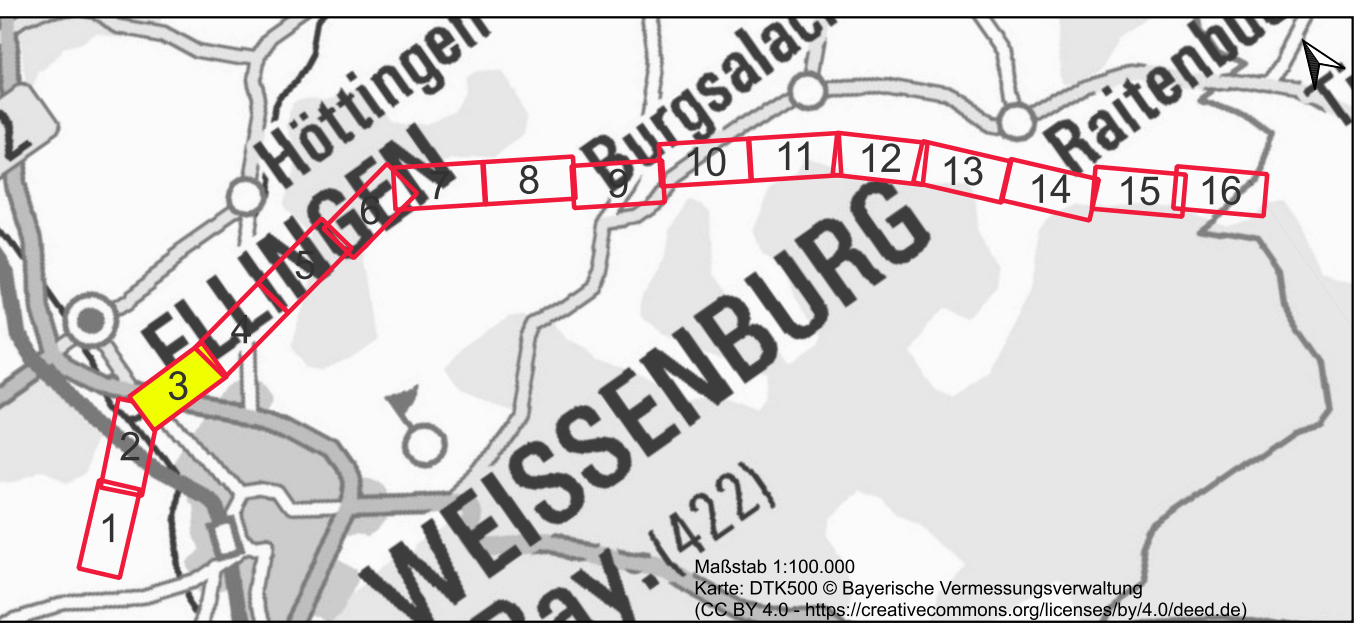 Höttingen
Burgsalach
Raitenbu
2
ELLINGEN
WEISSENBURG
i.Bay. (422)
1
2
3
4
5
6
7
8
9
10
11
12
13
14
15
16
Maßstab 1:100.000
Karte: DTK500 © Bayerische Vermessungsverwaltung
(CC BY 4.0 - https://creativecommons.org/licenses/by/4.0/deed.de)